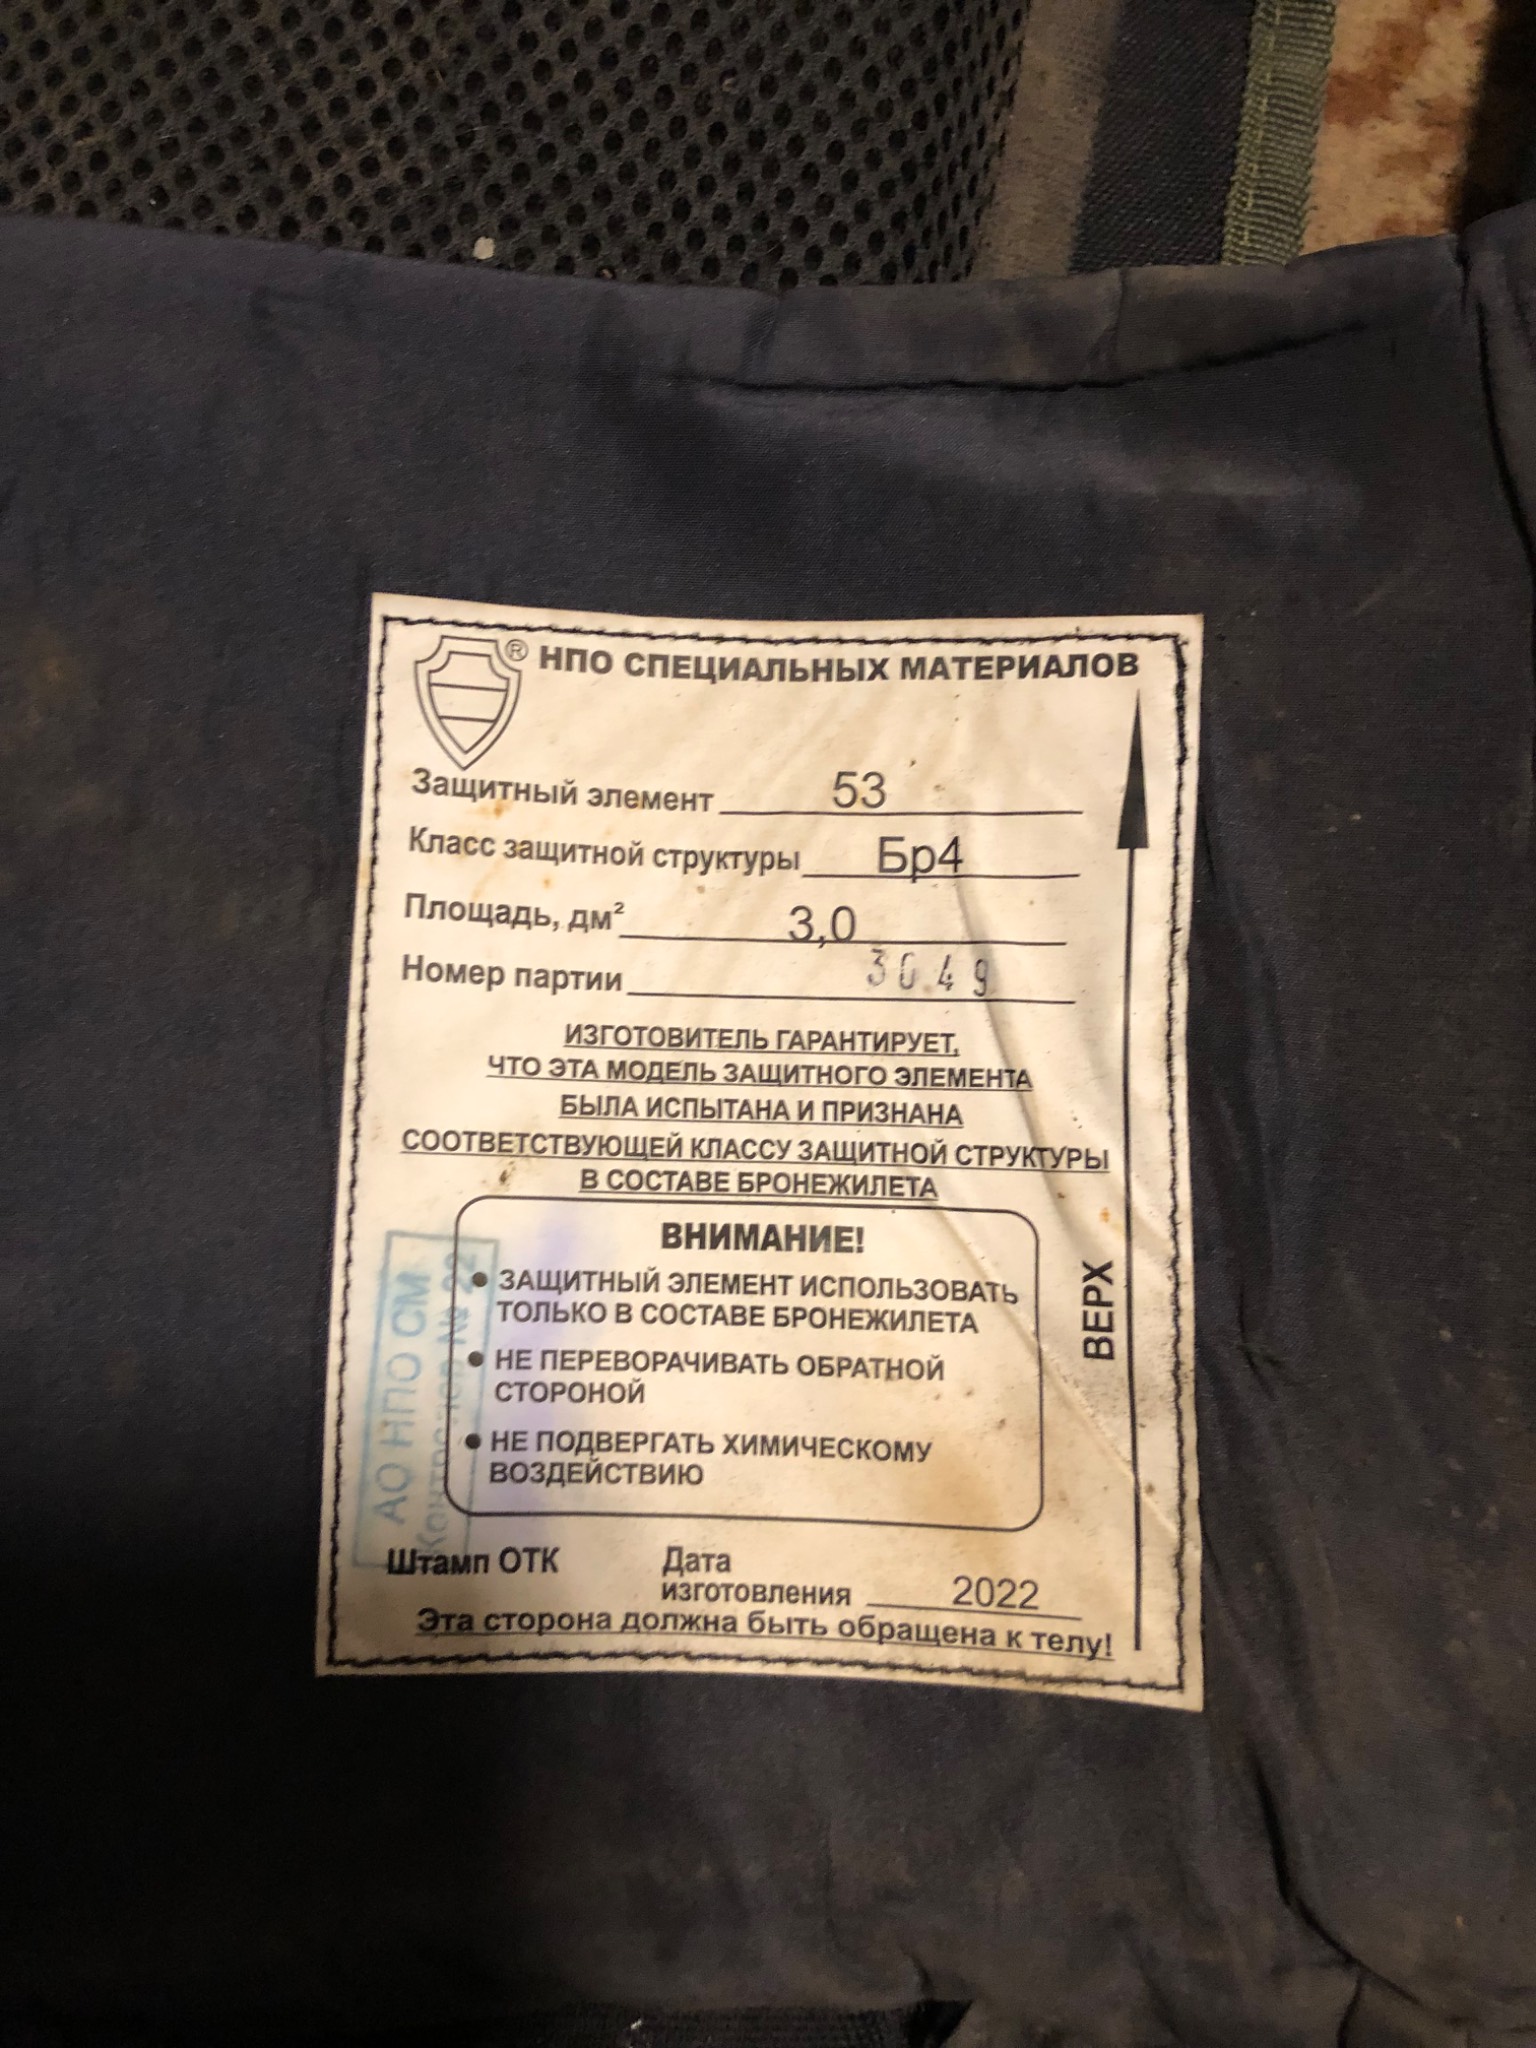 ® НПО СПЕЦИАЛЬНЫХ МАТЕРИАЛОВ
Защитный элемент 53
Класс защитной структуры Бр4
Площадь, дм² 3,0
Номер партии 3049
ИЗГОТОВИТЕЛЬ ГАРАНТИРУЕТ,
ЧТО ЭТА МОДЕЛЬ ЗАЩИТНОГО ЭЛЕМЕНТА
БЫЛА ИСПЫТАНА И ПРИЗНАНА
СООТВЕТСТВУЮЩЕЙ КЛАССУ ЗАЩИТНОЙ СТРУКТУРЫ
В СОСТАВЕ БРОНЕЖИЛЕТА
ВНИМАНИЕ!
• ЗАЩИТНЫЙ ЭЛЕМЕНТ ИСПОЛЬЗОВАТЬ
ТОЛЬКО В СОСТАВЕ БРОНЕЖИЛЕТА
• НЕ ПЕРЕВОРАЧИВАТЬ ОБРАТНОЙ
СТОРОНОЙ
• НЕ ПОДВЕРГАТЬ ХИМИЧЕСКОМУ
ВОЗДЕЙСТВИЮ
ВЕРХ
АО НПО СМ
Контролер № 22
Штамп ОТК
Дата
изготовления 2022
Эта сторона должна быть обращена к телу!